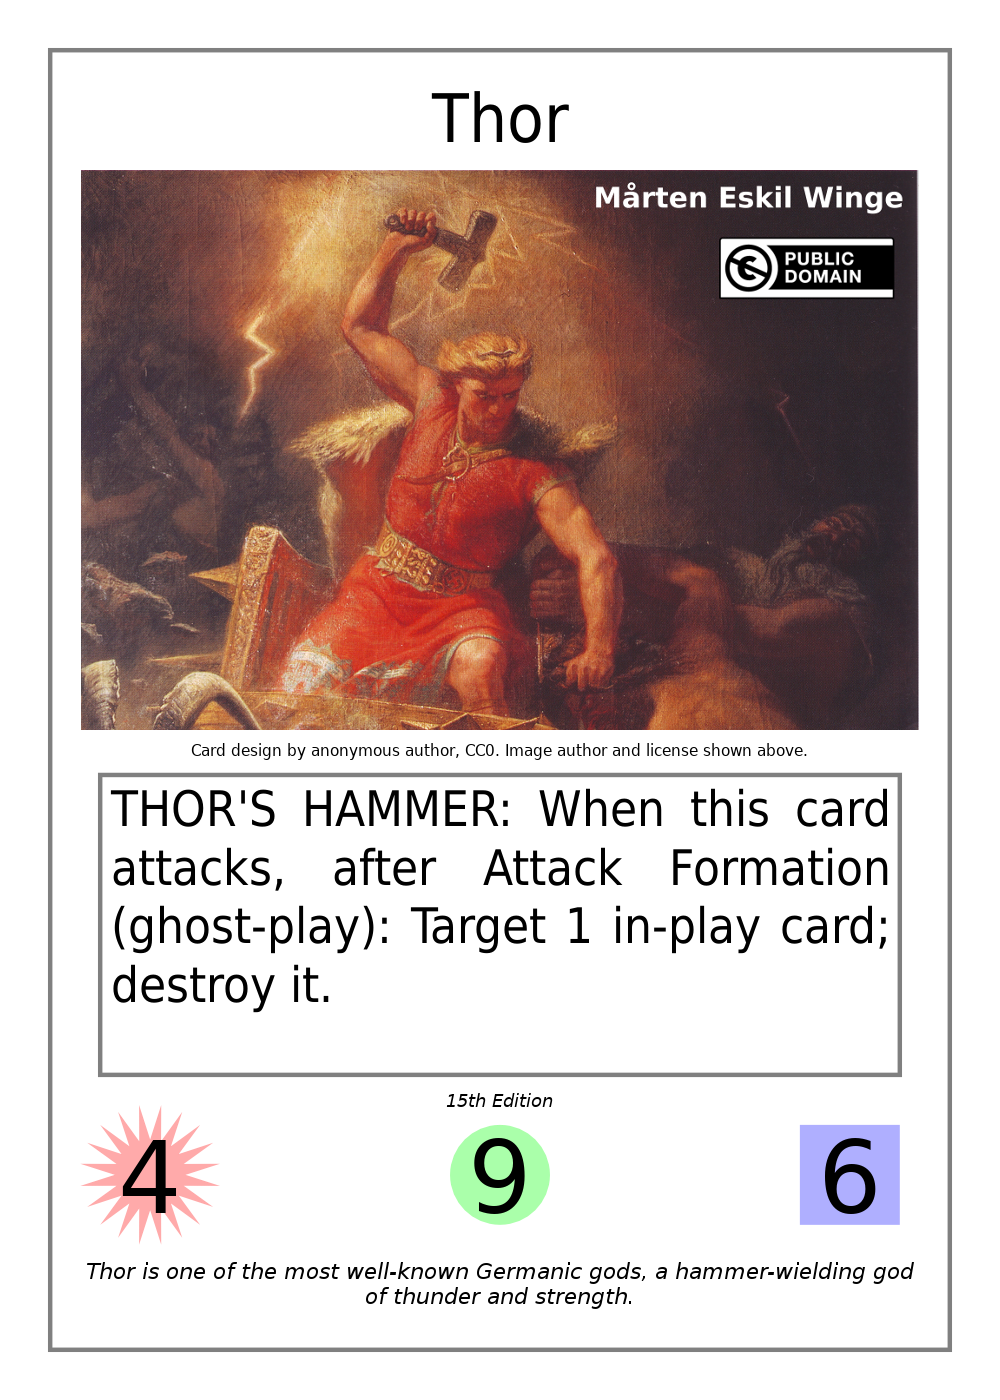 Thor
Mårten Eskil Winge
PUBLIC
DOMAIN
Card design by anonymous author, CC0. Image author and license shown above.
THOR'S HAMMER: When this card
attacks, after Attack Formation
(ghost-play): Target 1 in-play card;
destroy it.
15th Edition
4 9 6
Thor is one of the most well-known Germanic gods, a hammer-wielding god
of thunder and strength.